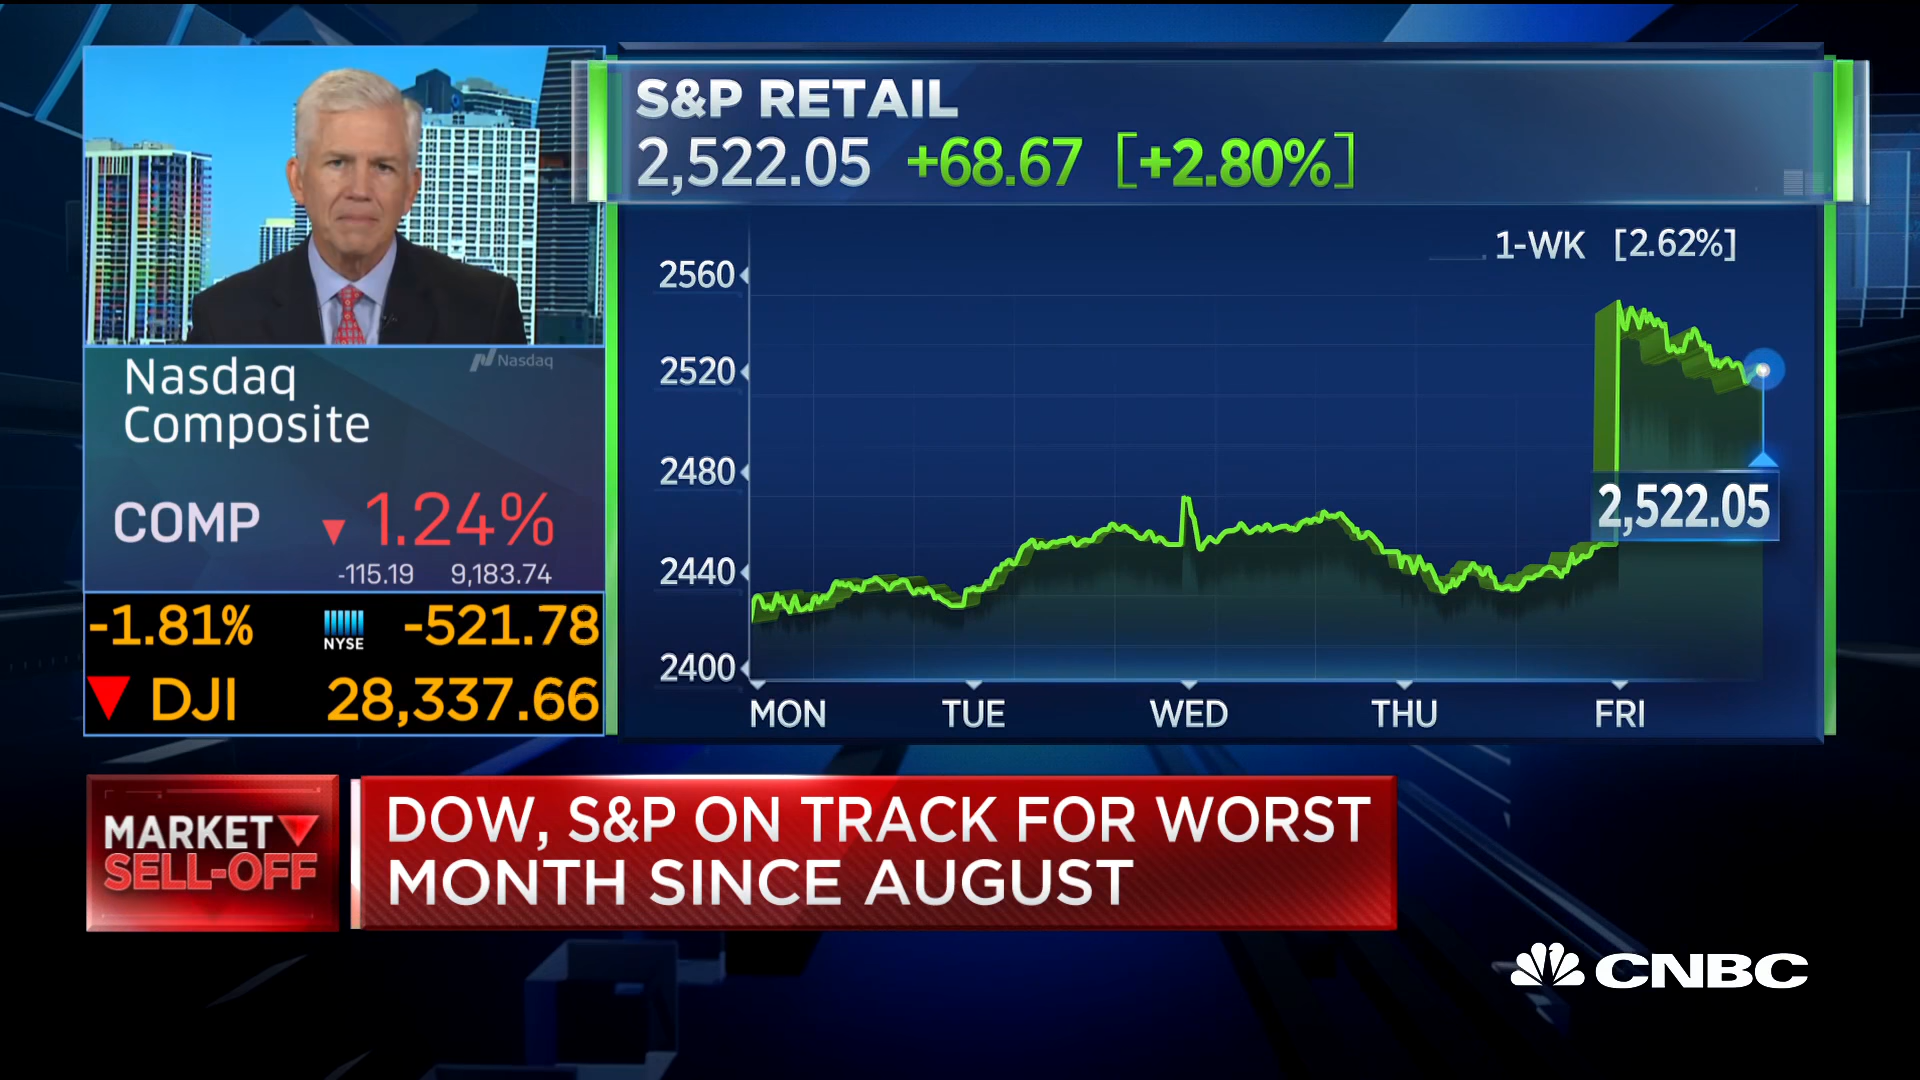 S&P RETAIL
2,522.05 +68.67 [+2.80%]
1-WK [2.62%]
2560
2520
2480
2440
2400
2,522.05
MON TUE WED THU FRI
Nasdaq
Nasdaq
Composite
COMP ▼ 1.24%
-115.19 9,183.74
-1.81% NYSE -521.78
▼ DJI 28,337.66
MARKET
SELL-OFF
DOW, S&P ON TRACK FOR WORST
MONTH SINCE AUGUST
CNBC